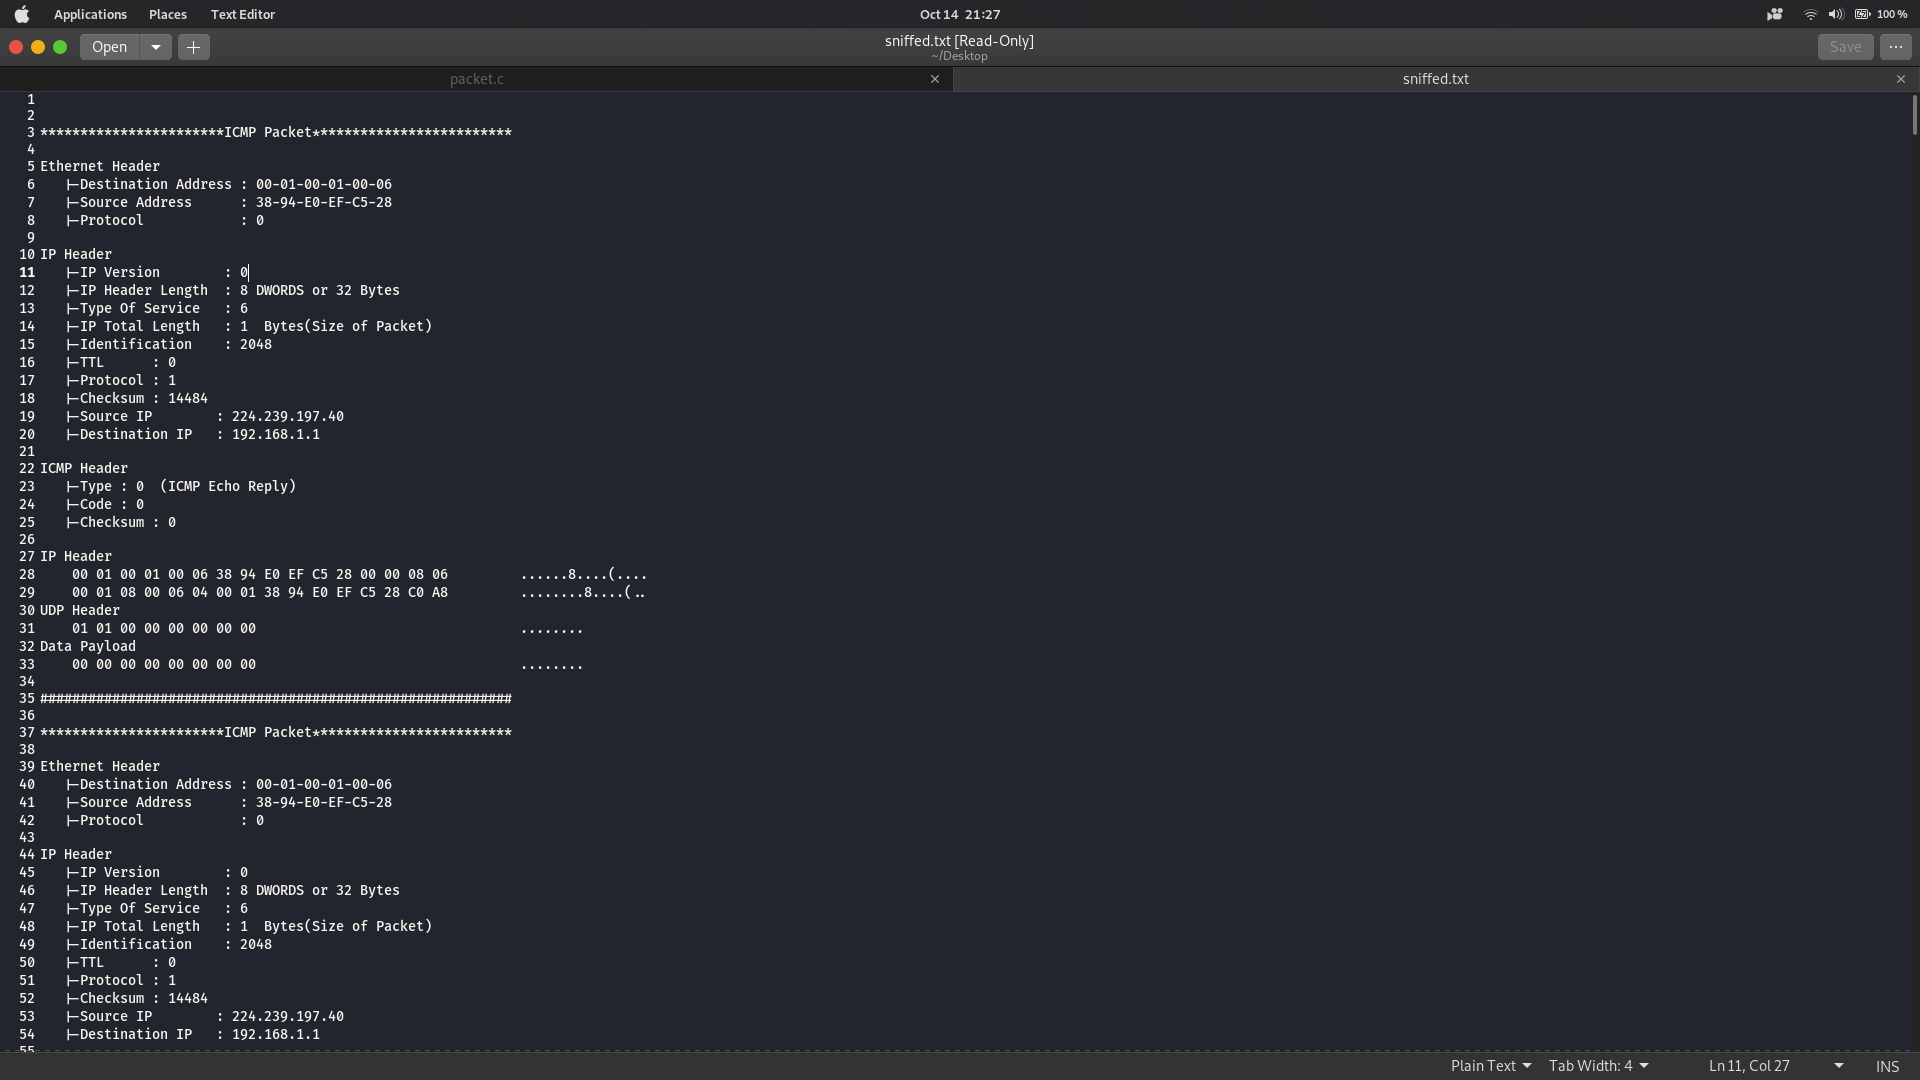 Applications Places Text Editor Oct 14 21:27 100 %
Open sniffed.txt [Read-Only] Save
~/Desktop
packet.c sniffed.txt
1
2
3 ***********************ICMP Packet*************************
4
5 Ethernet Header
6    |-Destination Address : 00-01-00-01-00-06
7    |-Source Address      : 38-94-E0-EF-C5-28
8    |-Protocol            : 0
9
10 IP Header
11    |-IP Version        : 0
12    |-IP Header Length  : 8 DWORDS or 32 Bytes
13    |-Type Of Service   : 6
14    |-IP Total Length   : 1  Bytes(Size of Packet)
15    |-Identification    : 2048
16    |-TTL      : 0
17    |-Protocol : 1
18    |-Checksum : 14484
19    |-Source IP        : 224.239.197.40
20    |-Destination IP   : 192.168.1.1
21
22 ICMP Header
23    |-Type : 0  (ICMP Echo Reply)
24    |-Code : 0
25    |-Checksum : 0
26
27 IP Header
28     00 01 00 01 00 06 38 94 E0 EF C5 28 00 00 08 06         ......8....(....
29     00 01 08 00 06 04 00 01 38 94 E0 EF C5 28 C0 A8         ........8....(..
30 UDP Header
31     01 01 00 00 00 00 00 00                                 ........
32 Data Payload
33     00 00 00 00 00 00 00 00                                 ........
34
35 ###########################################################
36
37 ***********************ICMP Packet*************************
38
39 Ethernet Header
40    |-Destination Address : 00-01-00-01-00-06
41    |-Source Address      : 38-94-E0-EF-C5-28
42    |-Protocol            : 0
43
44 IP Header
45    |-IP Version        : 0
46    |-IP Header Length  : 8 DWORDS or 32 Bytes
47    |-Type Of Service   : 6
48    |-IP Total Length   : 1  Bytes(Size of Packet)
49    |-Identification    : 2048
50    |-TTL      : 0
51    |-Protocol : 1
52    |-Checksum : 14484
53    |-Source IP        : 224.239.197.40
54    |-Destination IP   : 192.168.1.1
55
Plain Text Tab Width: 4 Ln 11, Col 27 INS